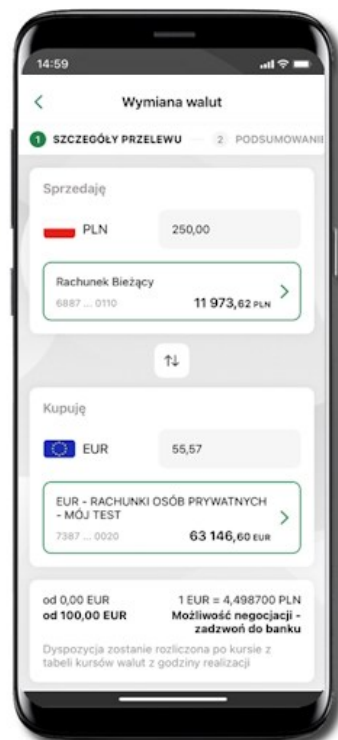 14:59
Wymiana walut
1 SZCZEGÓŁY PRZELEWU 2 PODSUMOWANIE
Sprzedaję
PLN 250,00
Rachunek Bieżący
6887 ... 0110 11 973,62 PLN
Kupuję
EUR 55,57
EUR - RACHUNKI OSÓB PRYWATNYCH
- MÓJ TEST
7387 ... 0020 63 146,60 EUR
od 0,00 EUR 1 EUR = 4,498700 PLN
od 100,00 EUR Możliwość negocjacji -
zadzwoń do banku
Dyspozycja zostanie rozliczona po kursie z
tabeli kursów walut z godziny realizacji